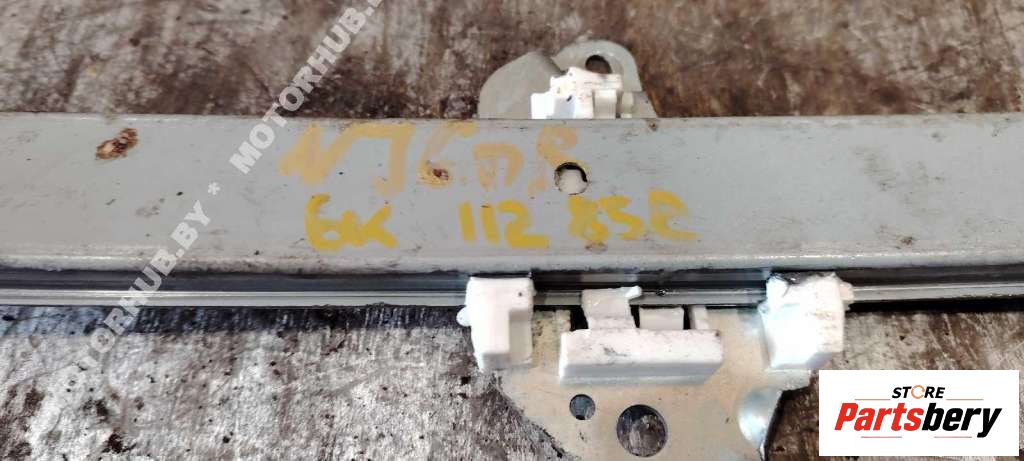 MOTORHUB.BY * MOTORHUB.BY
6K 112 852
STORE
Partsbery